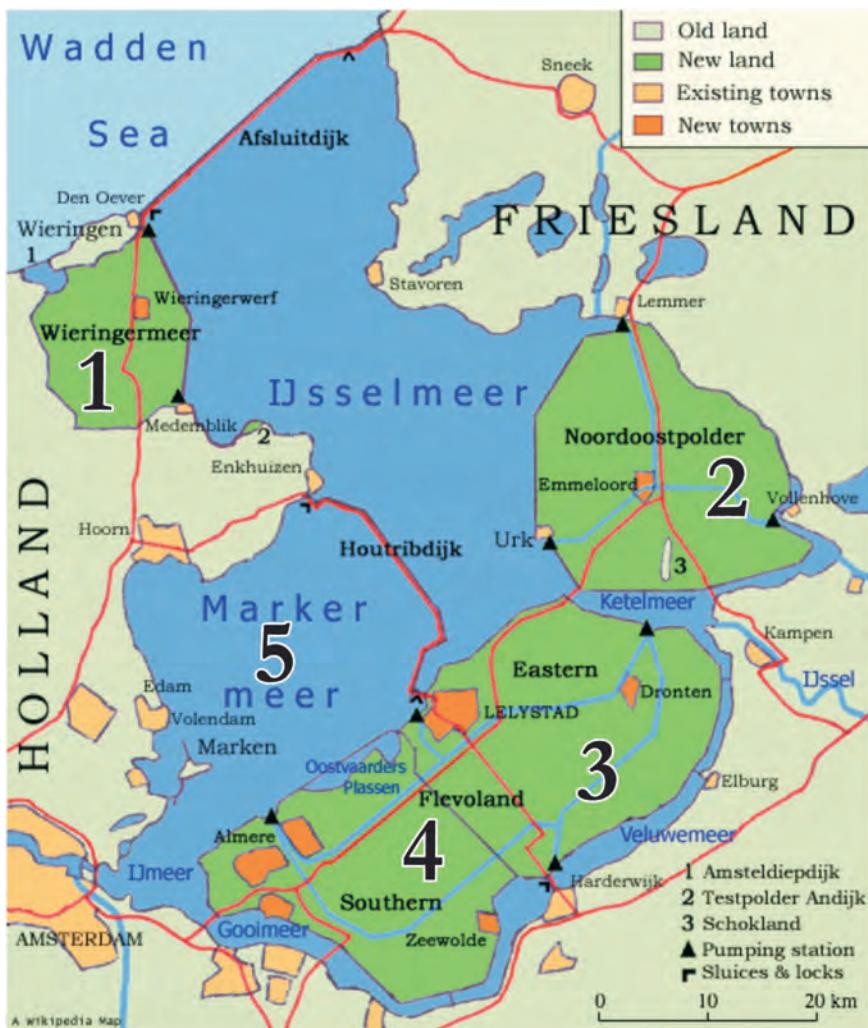 Wadden
Sea
Old land
New land
Existing towns
New towns
Sneek
Afsluitdijk
Den Oever
Wieringen
1
FRIESLAND
Stavoren
Lemmer
Wieringerwerf
Wieringermeer
1
IJsselmeer
Medemblik
2
Enkhuizen
Noordoostpolder
2
Emmeloord
Vollenhove
HOLLAND
Hoorn
Houtribdijk
Urk
3
Ketelmeer
Marker
meer
5
Kampen
IJssel
Eastern
Edam
Volendam
Marken
Dronten
LELYSTAD
Oostvaarders
Plassen
3
Flevoland
Elburg
Almere
4
Veluwemeer
IJmeer
Southern
Harderwijk
Gooimeer
Zeewolde
AMSTERDAM
1 Amsteldiepdijk
2 Testpolder Andijk
3 Schokland
Pumping station
Sluices & locks
0 10 20 km
A Wikipedia Map